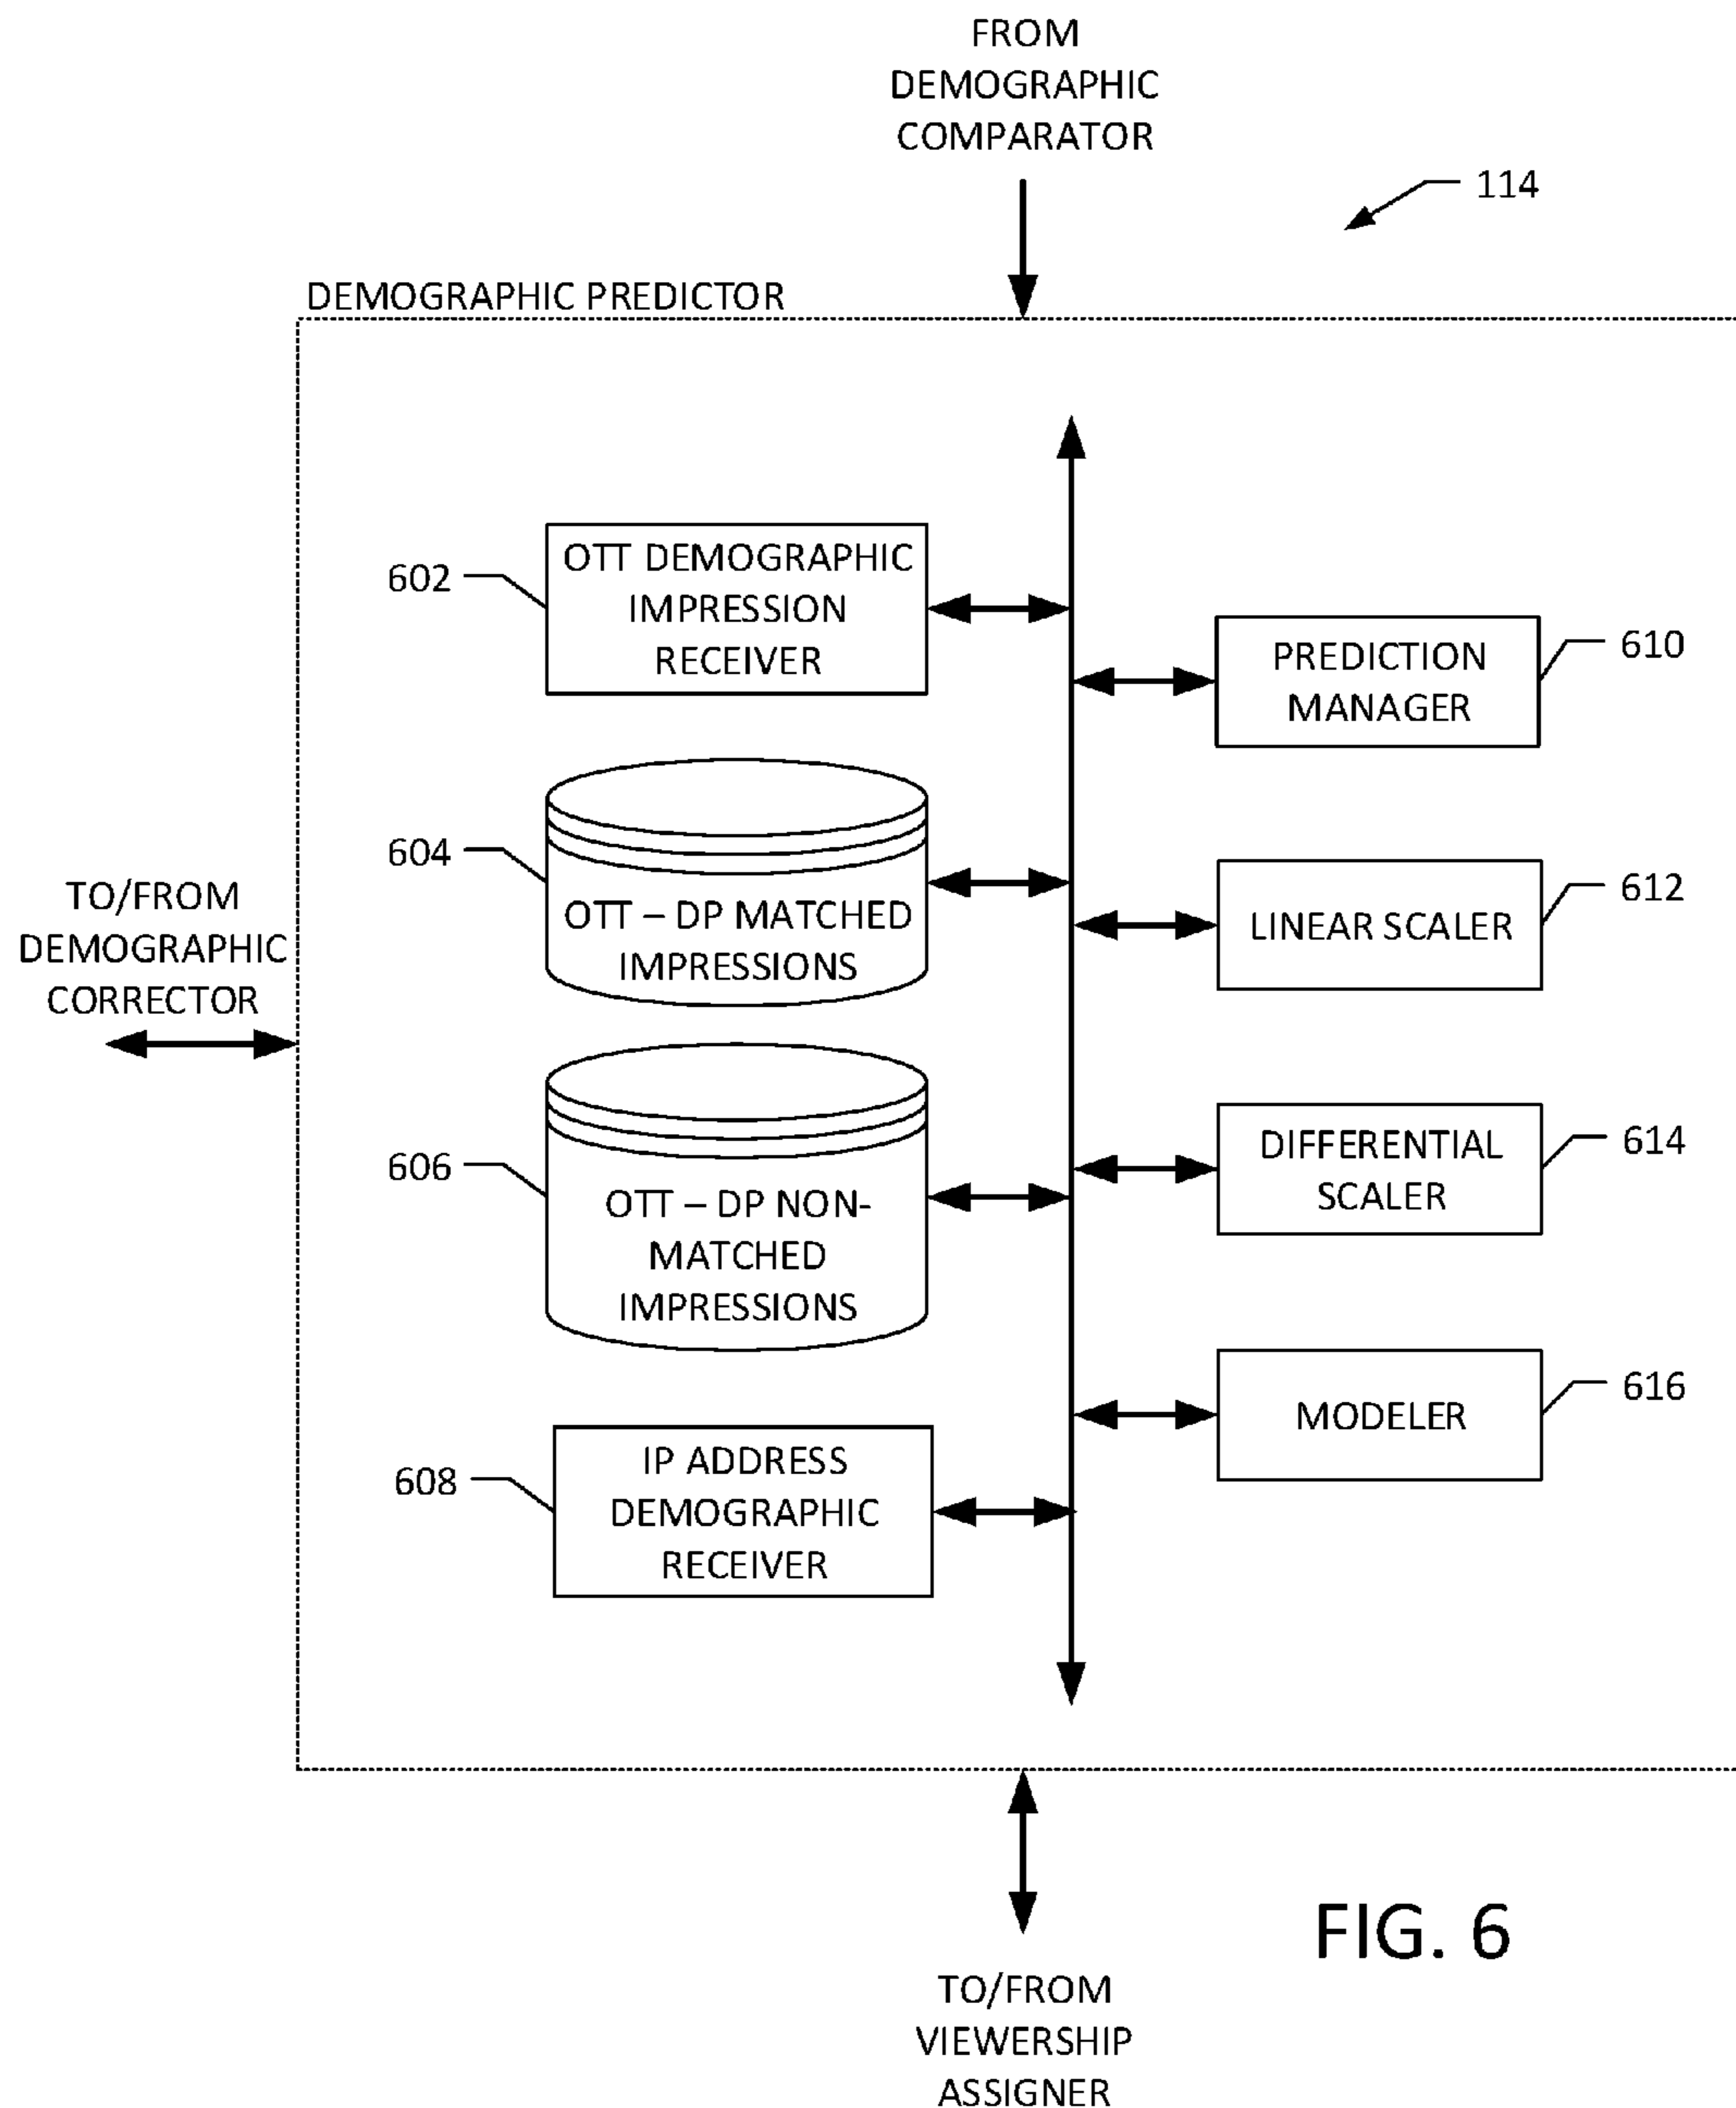 FROM
DEMOGRAPHIC
COMPARATOR
114
DEMOGRAPHIC PREDICTOR
602
OTT DEMOGRAPHIC
IMPRESSION
RECEIVER
PREDICTION
MANAGER
610
604
OTT – DP MATCHED
IMPRESSIONS
LINEAR SCALER
612
TO/FROM
DEMOGRAPHIC
CORRECTOR
606
OTT – DP NON-
MATCHED
IMPRESSIONS
DIFFERENTIAL
SCALER
614
608
IP ADDRESS
DEMOGRAPHIC
RECEIVER
MODELER
616
TO/FROM
VIEWERSHIP
ASSIGNER
FIG. 6